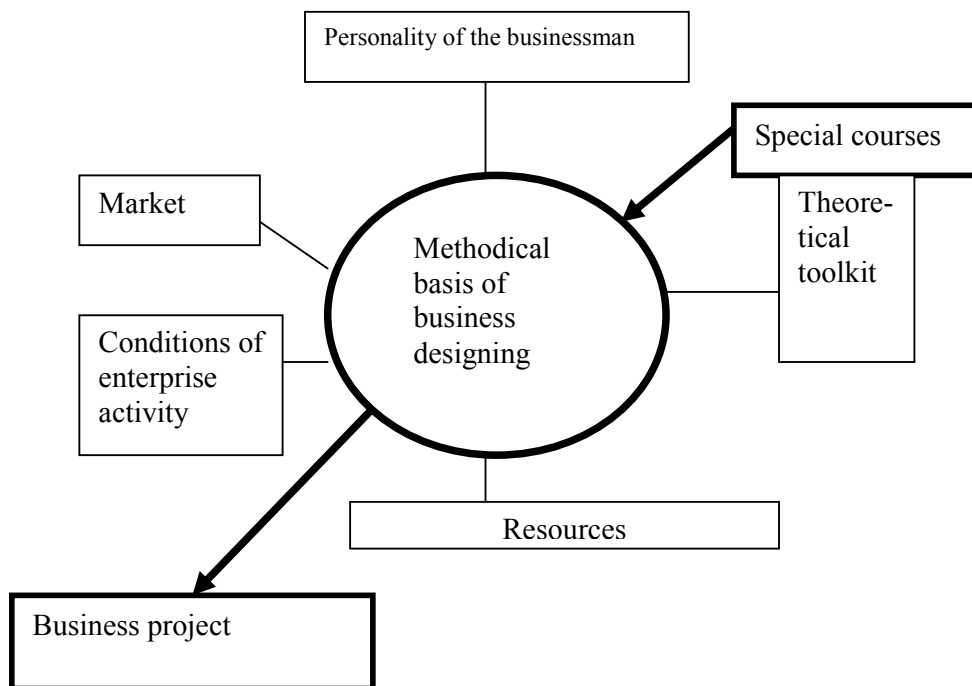 Personality of the businessman
Special courses
Market
Theore-
tical
toolkit
Methodical
basis of
business
designing
Conditions of
enterprise
activity
Resources
Business project